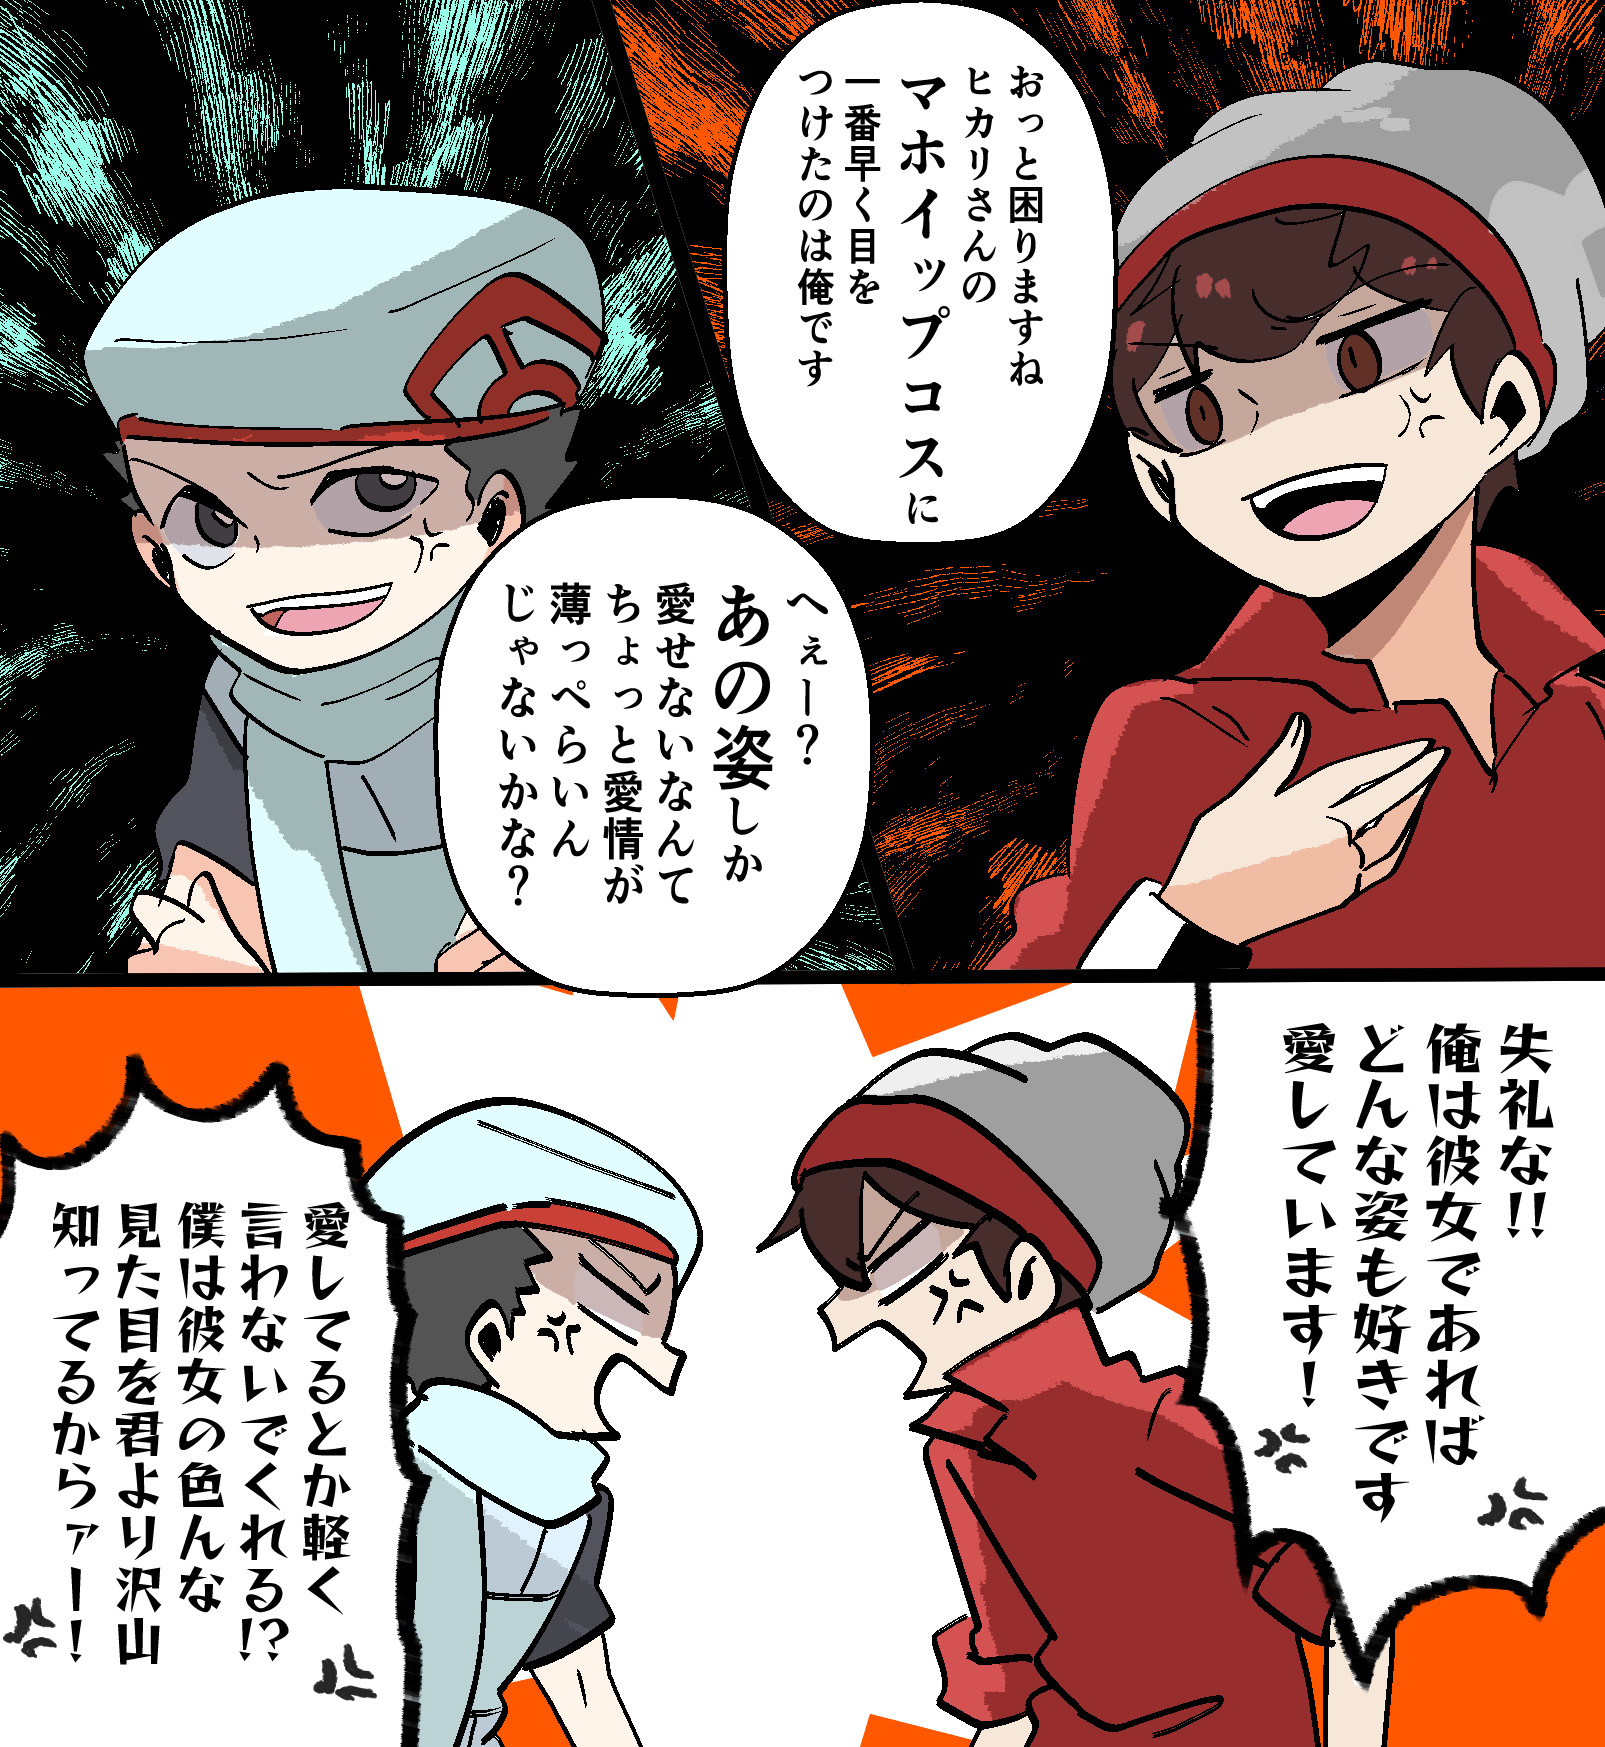 おっと困りますね
ヒカリさんの
マホイップコスに
一番早く目を
つけたのは俺です
へぇー？
あの姿しか
愛せないなんて
ちょっと愛情が
薄っぺらいん
じゃないかな？
失礼な!!
俺は彼女であれば
どんな姿も好きです
愛しています！
愛してるとか軽く
言わないでくれる!?
僕は彼女の色んな
見た目を君より沢山
知ってるからァー！